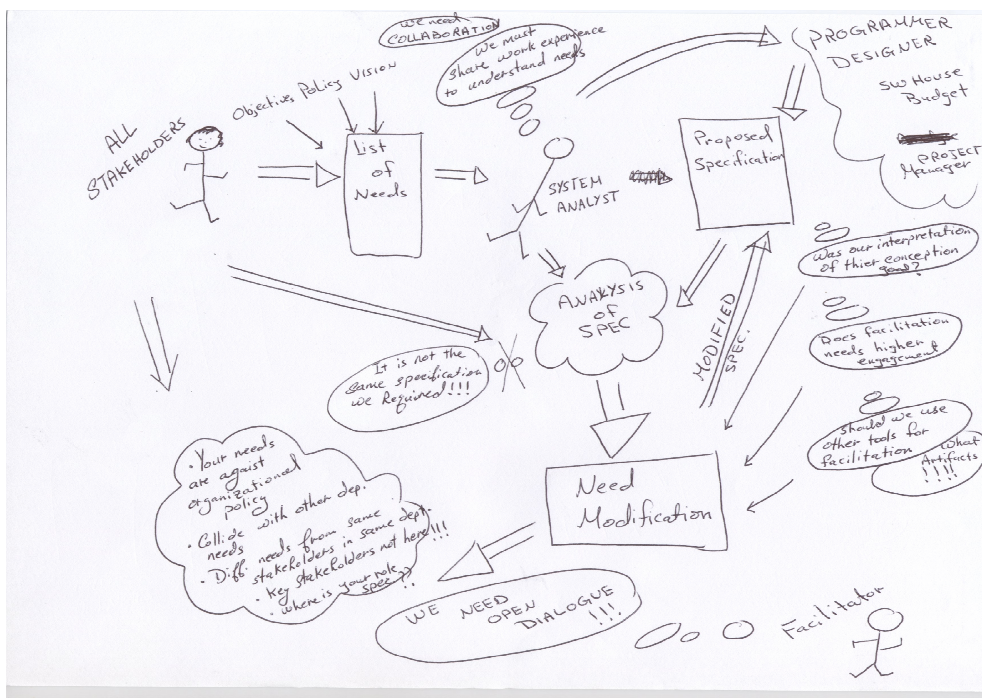 we need
COLLABORATION
We must
share work experience
to understand needs
PROGRAMMER
DESIGNER
SW House
Budget
PROJECT
Manager
Objectives Policy VISION
ALL
STAKEHOLDERS
List
of
Needs
SYSTEM
ANALYST
Proposed
Specification
Was our interpretation
of thier conception
good?
ANALYSIS
of
SPEC
MODIFIED
SPEC.
Does facilitation
needs higher
engagement
It is not the
same specification
we Required!!!
Should we use
other tools for
facilitation
What
Artifacts
!!!!
Need
Modification
• Your needs
are agaist
organizational
policy
• Collide with other dep.
needs
• Diff. needs from same
stakeholders in same dept.
• Key stakeholders not here!!!
• where is your role
spec??
WE NEED
OPEN
DIALOGUE
!!!
Facilitator